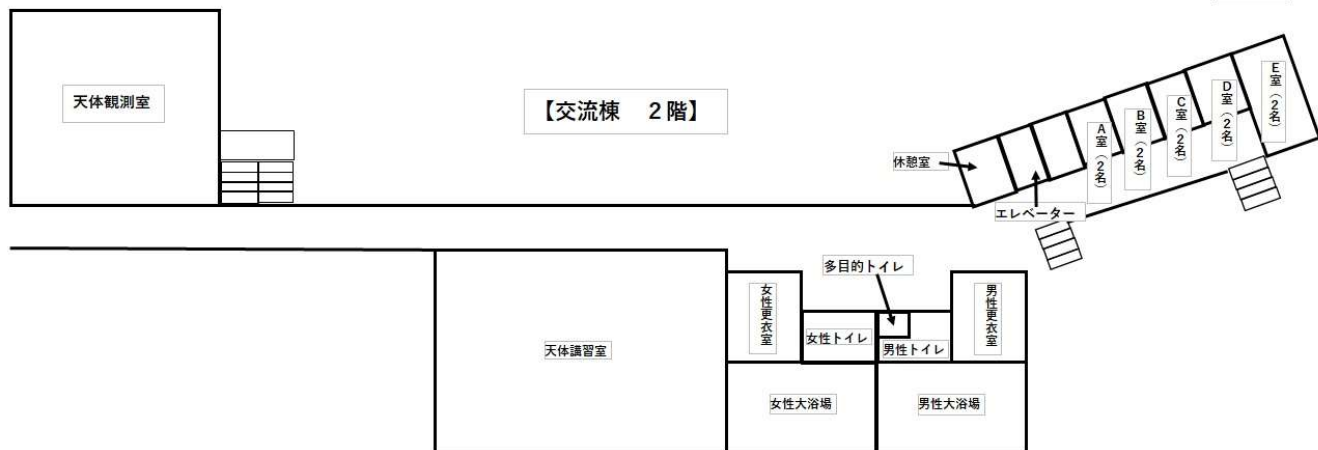 天体観測室
【交流棟　２階】
休憩室
エレベーター
A室（2名）
B室（2名）
C室（2名）
D室（2名）
E室（2名）
多目的トイレ
女性更衣室
女性トイレ
男性トイレ
男性更衣室
天体講習室
女性大浴場
男性大浴場